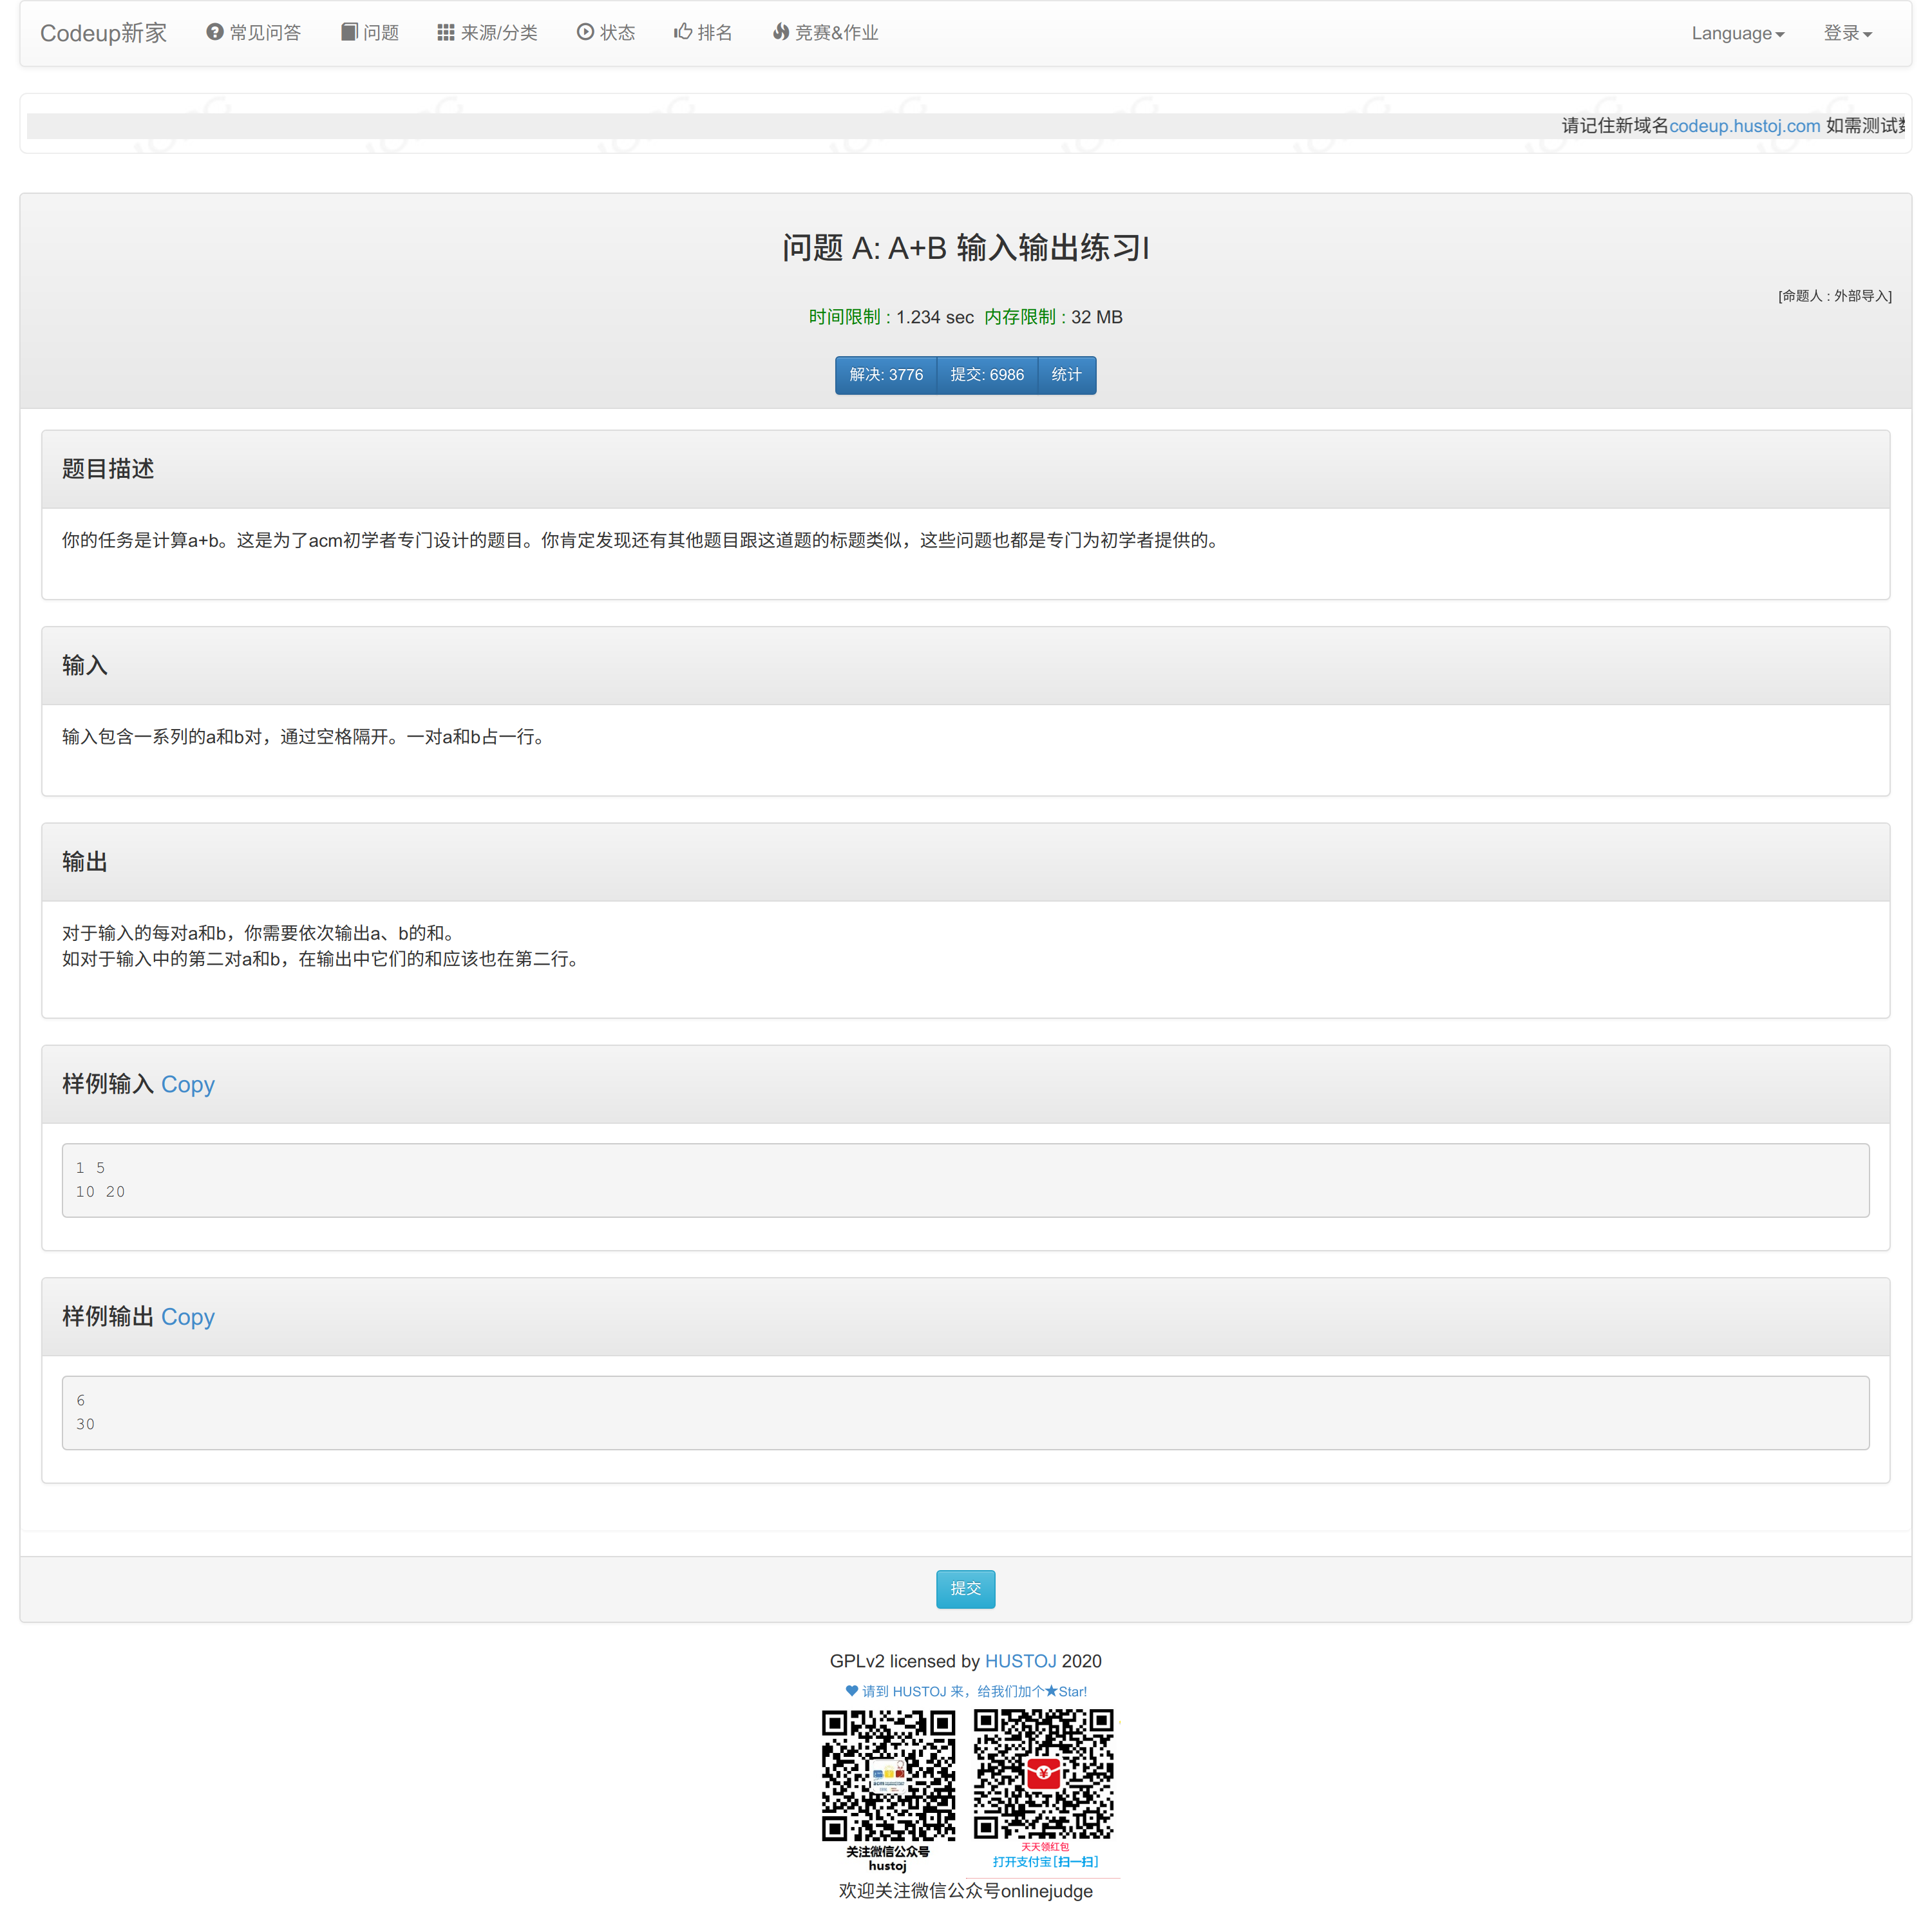 Codeup新家 常见问答 问题 来源/分类 状态 排名 竞赛&作业 Language 登录
请记住新域名codeup.hustoj.com 如需测试
问题 A: A+B 输入输出练习I
[命题人 : 外部导入]
时间限制 : 1.234 sec 内存限制 : 32 MB
解决: 3776 提交: 6986 统计
题目描述
你的任务是计算a+b。这是为了acm初学者专门设计的题目。你肯定发现还有其他题目跟这道题的标题类似，这些问题也都是专门为初学者提供的。
输入
输入包含一系列的a和b对，通过空格隔开。一对a和b占一行。
输出
对于输入的每对a和b，你需要依次输出a、b的和。
如对于输入中的第二对a和b，在输出中它们的和应该也在第二行。
样例输入 Copy
1 5
10 20
样例输出 Copy
6
30
提交
GPLv2 licensed by HUSTOJ 2020
请到 HUSTOJ 来，给我们加个★Star!
关注微信公众号
hustoj
天天领红包
打开支付宝[扫一扫]
欢迎关注微信公众号onlinejudge